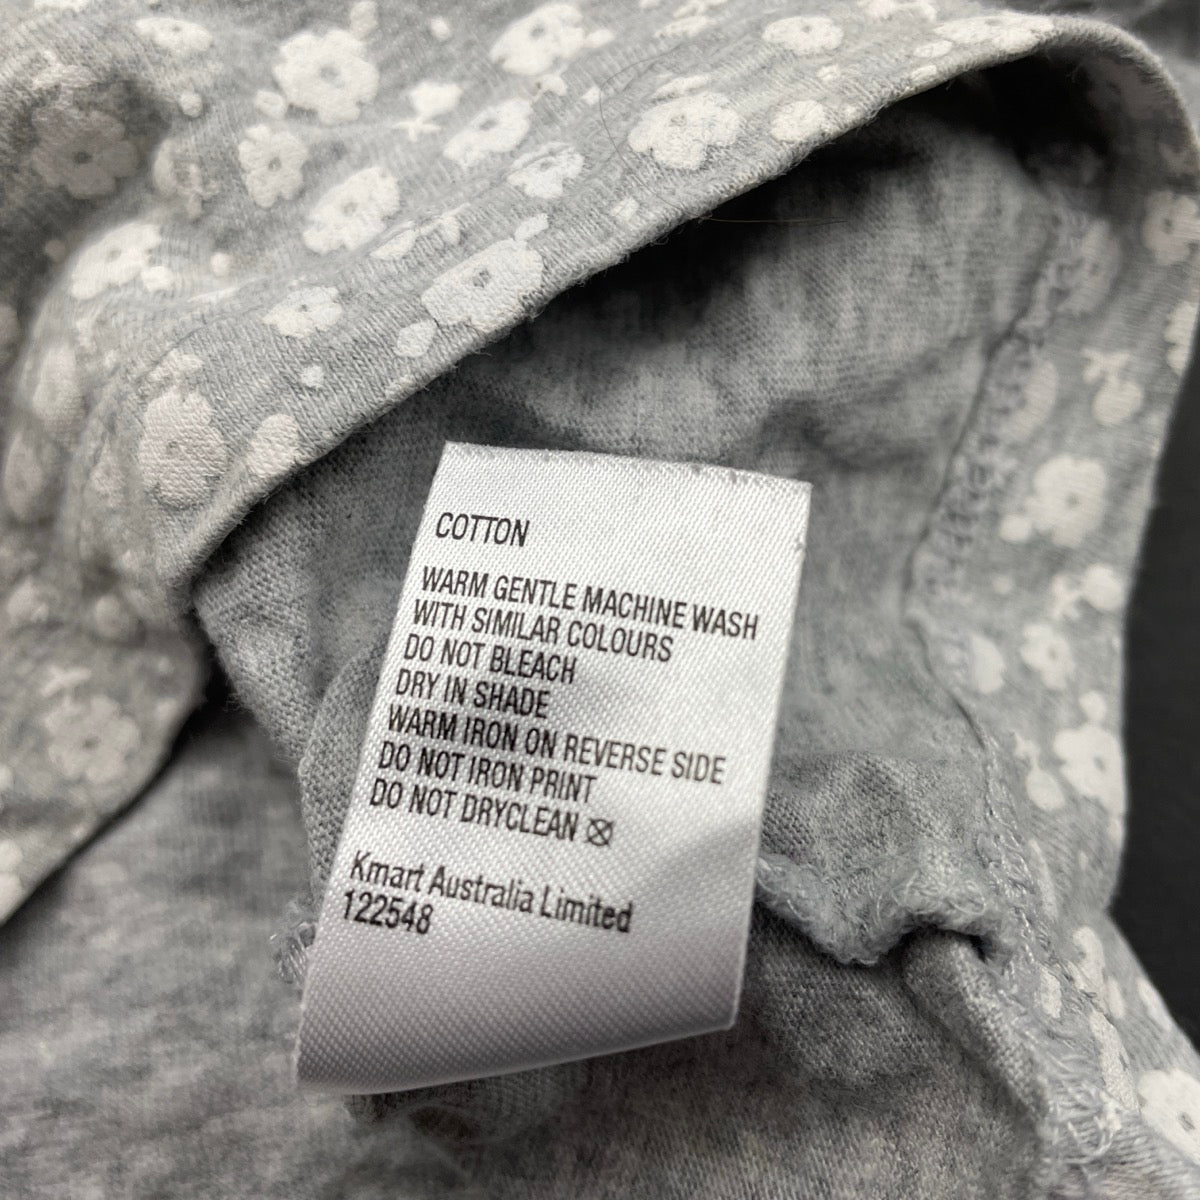 COTTON
WARM GENTLE MACHINE WASH
WITH SIMILAR COLOURS
DO NOT BLEACH
DRY IN SHADE
WARM IRON ON REVERSE SIDE
DO NOT IRON PRINT
DO NOT DRYCLEAN
Kmart Australia Limited
122548